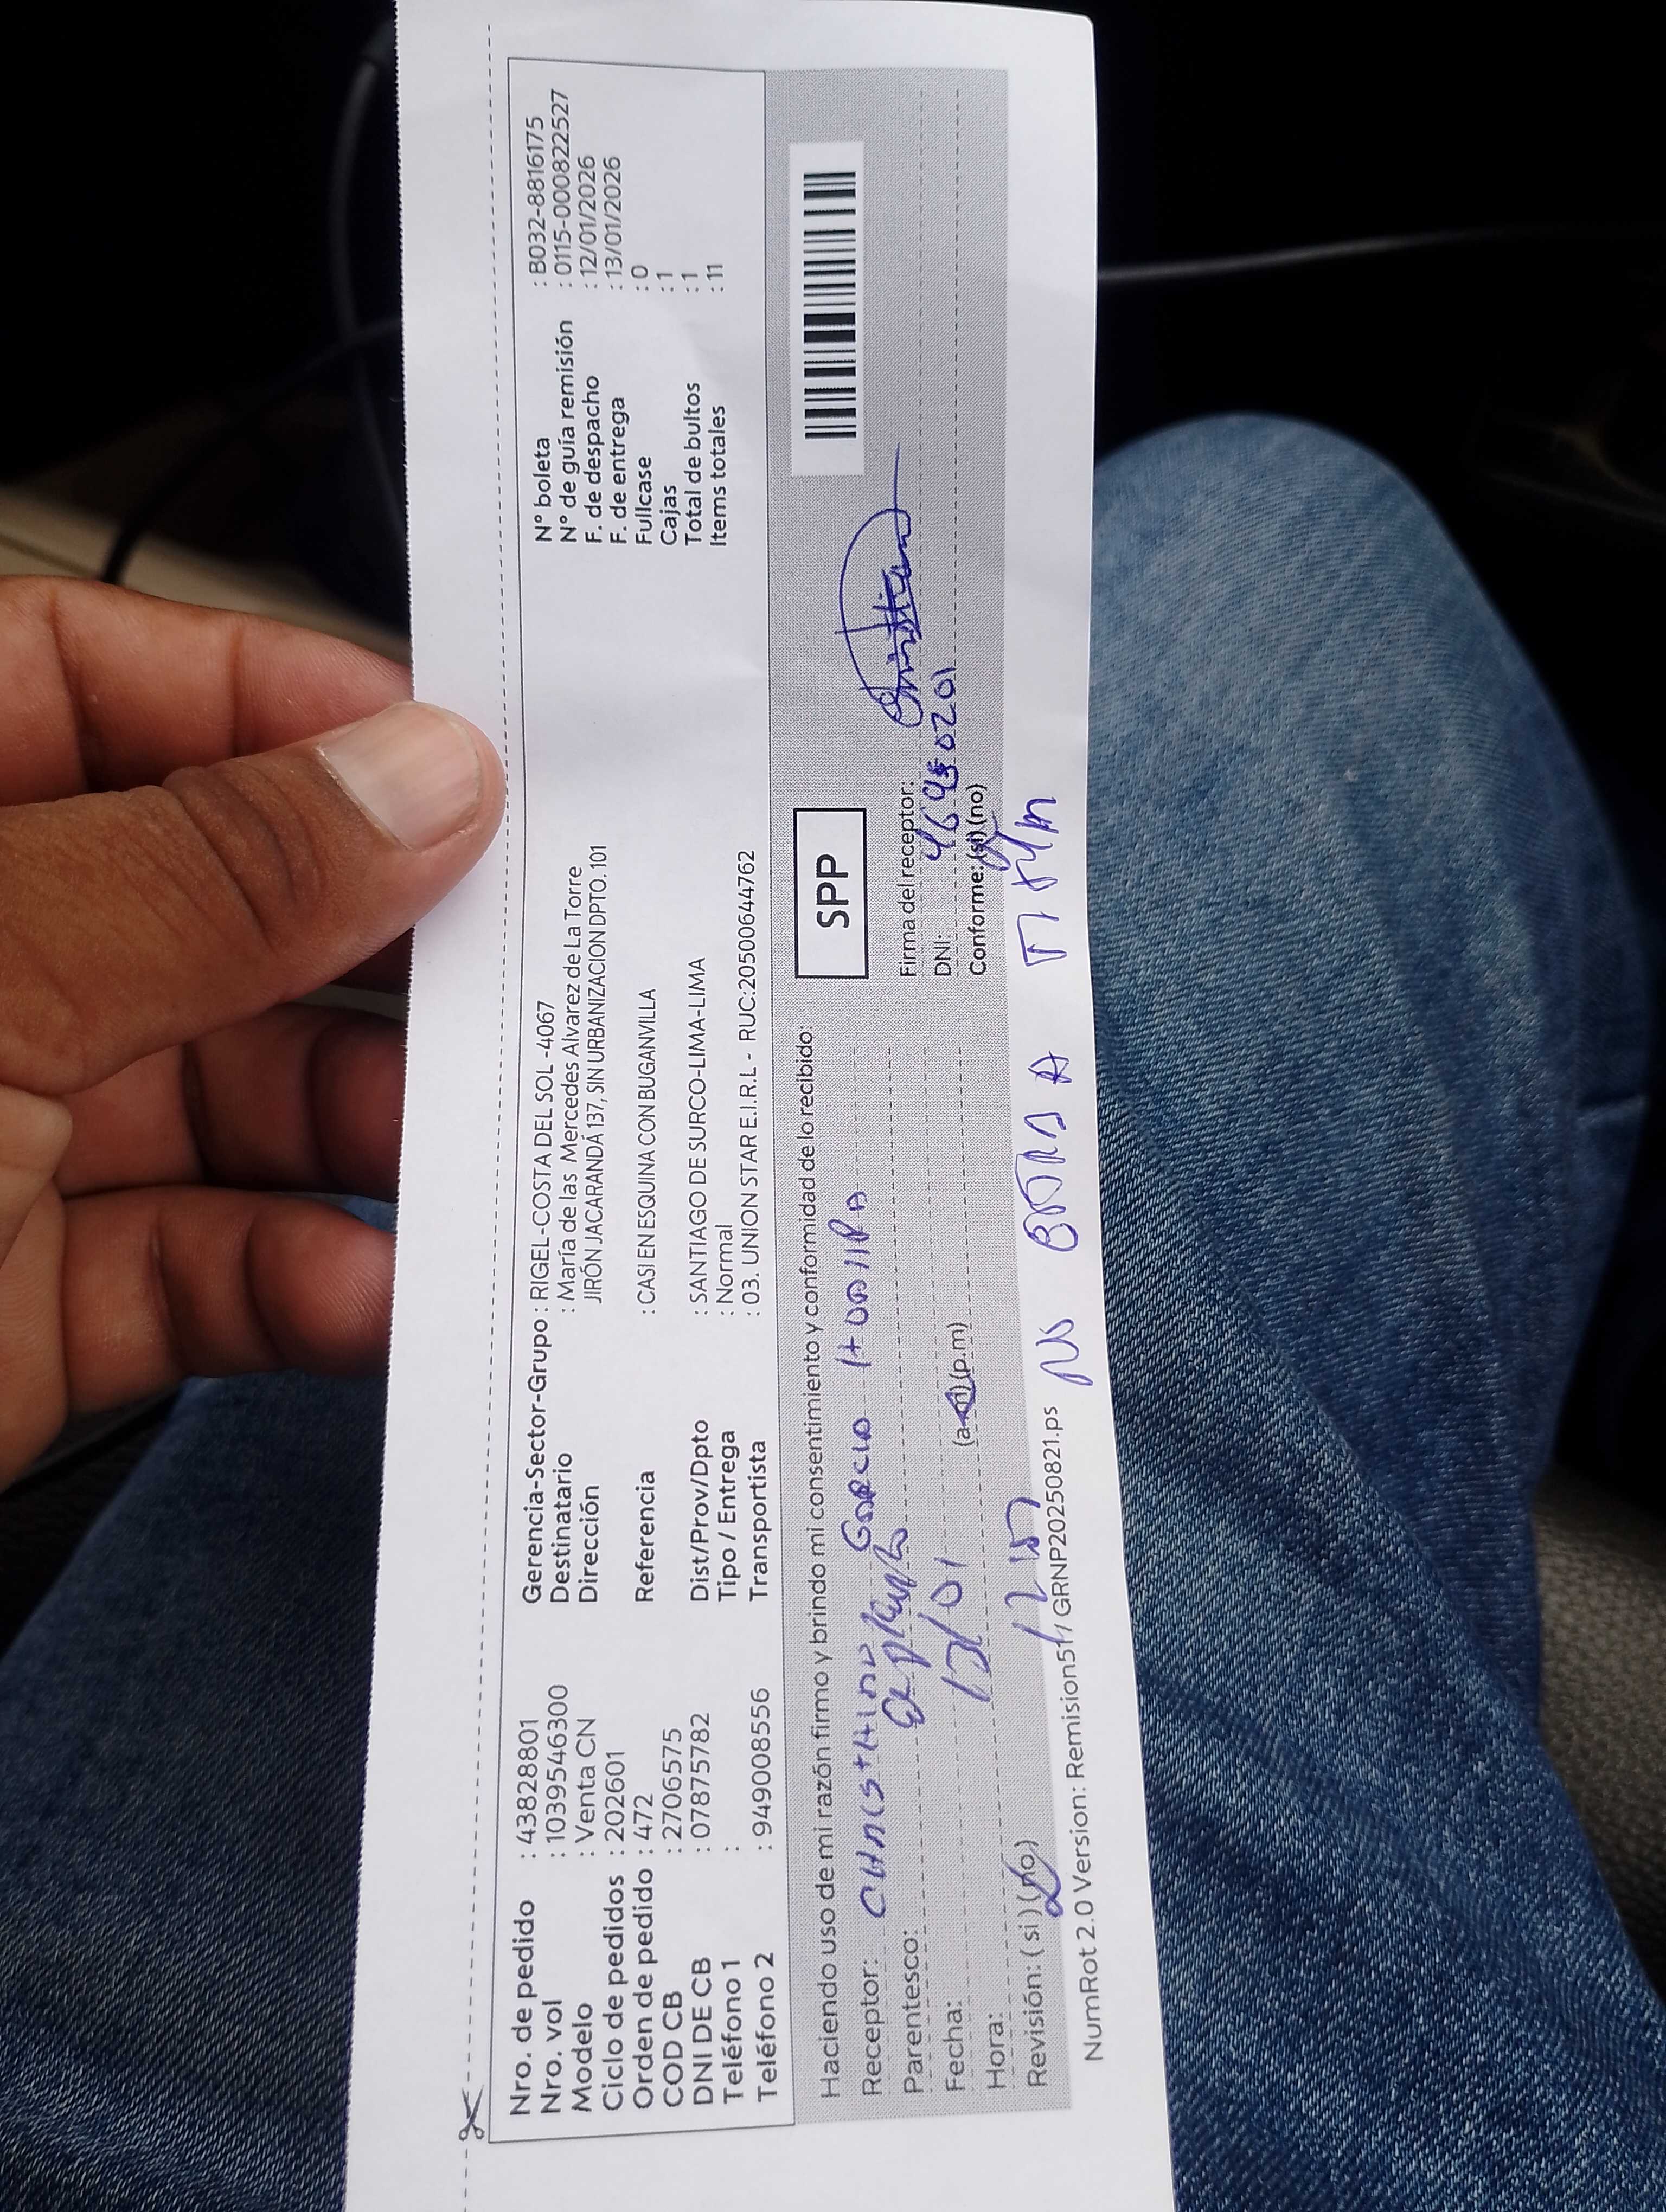 Nro. de pedido : 43828801
Nro. vol : 10395463​00
Modelo : Venta CN
Ciclo de pedidos : 202601
Orden de pedido : 472
COD CB : 2706575
DNI DE CB : 07875782
Teléfono 1 :
Teléfono 2 : 949008556
Gerencia-Sector-Grupo : RIGEL-COSTA DEL SOL -4067
Destinatario : María de las Mercedes Alvarez de La Torre
Dirección JIRÓN JACARANDÁ 137, SIN URBANIZACION DPTO. 101
Referencia : CASI EN ESQUINA CON BUGANVILLA
Dist/Prov/Dpto : SANTIAGO DE SURCO-LIMA-LIMA
Tipo / Entrega : Normal
Transportista : 03. UNION STAR E.I.R.L - RUC:20500644762
N° boleta : B032-8816175
N° de guía remisión : 0115-000822527
F. de despacho : 12/01/2026
F. de entrega : 13/01/2026
Fullcase : 0
Cajas : 1
Total de bultos : 1
Items totales : 11
Haciendo uso de mi razón firmo y brindo mi consentimiento y conformidad de lo recibido:
SPP
Receptor:
Parentesco:
Fecha: 13/01
Hora: 12 (a.m) (p.m)
Revisión: (si) (no)
Firma del receptor: Christian
DNI:
Conforme: (si) (no)
NumRot 2.0 Version: Remision5f1/ GRNP20250821.ps